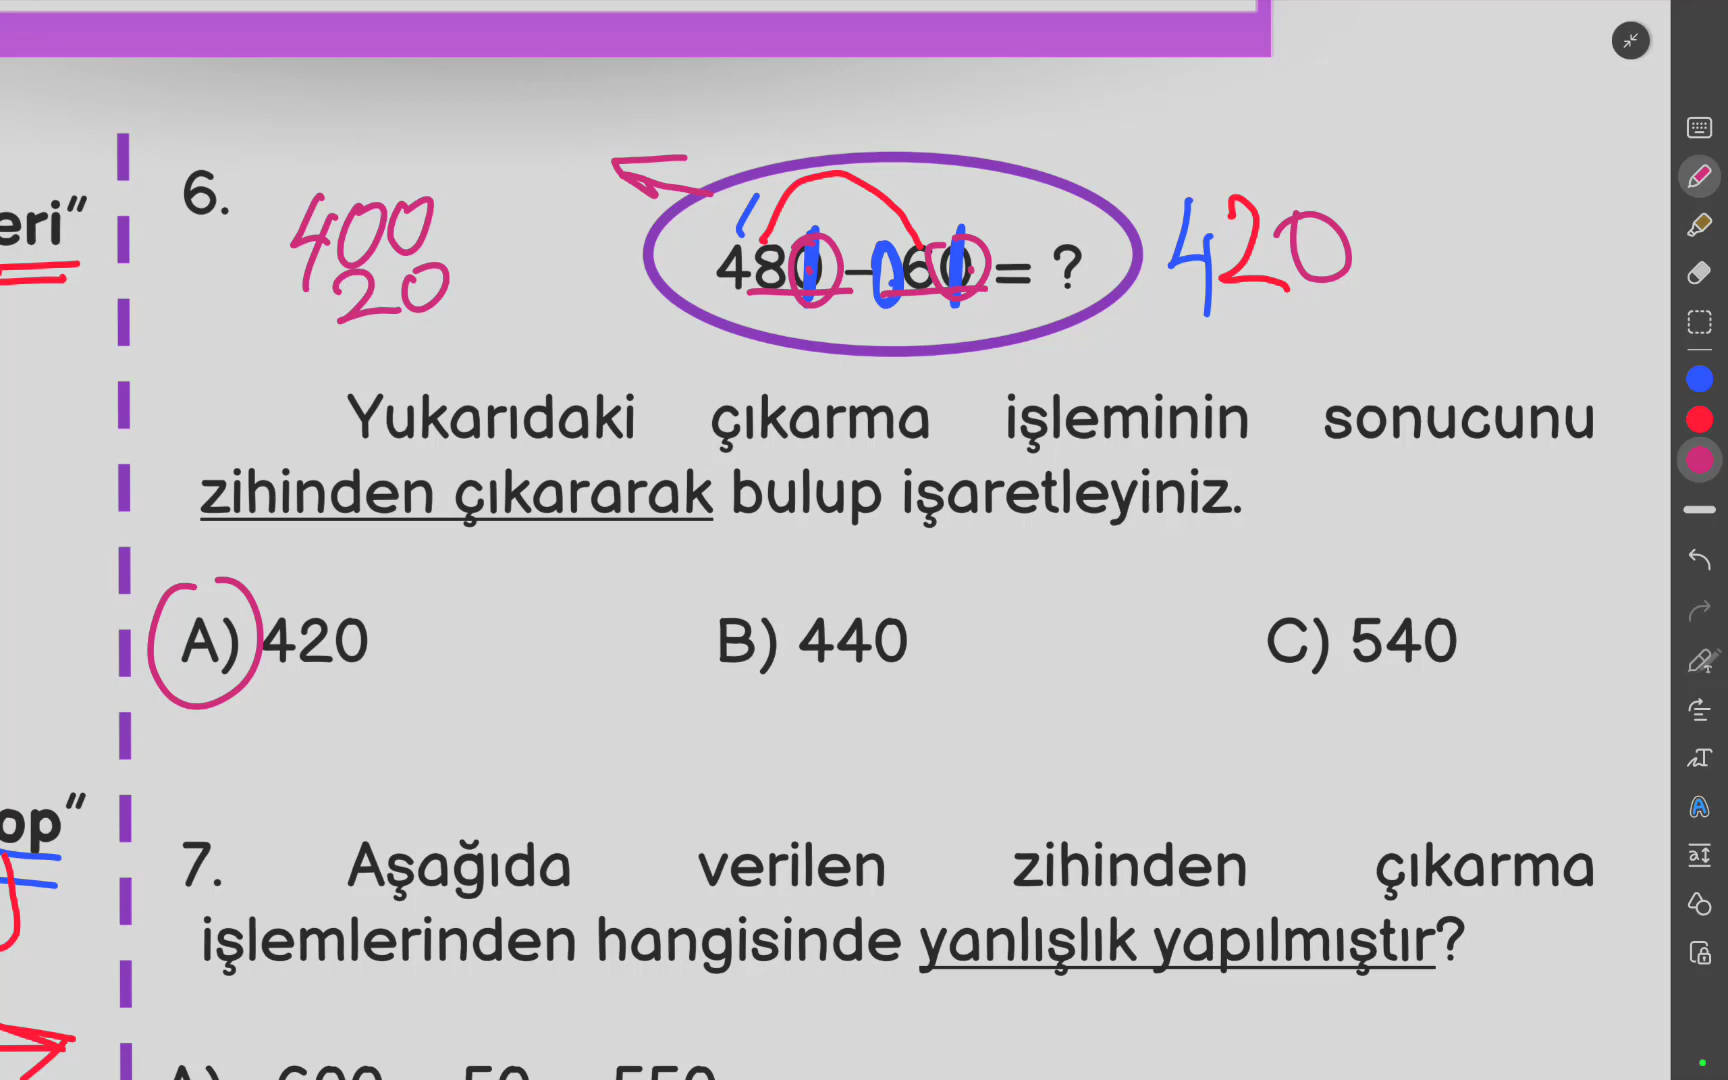 eri”
op”
6.
400
20
480 - 60 = ?
420
Yukarıdaki çıkarma işleminin sonucunu
zihinden çıkararak bulup işaretleyiniz.
A) 420 B) 440 C) 540
7. Aşağıda verilen zihinden çıkarma
işlemlerinden hangisinde yanlışlık yapılmıştır?